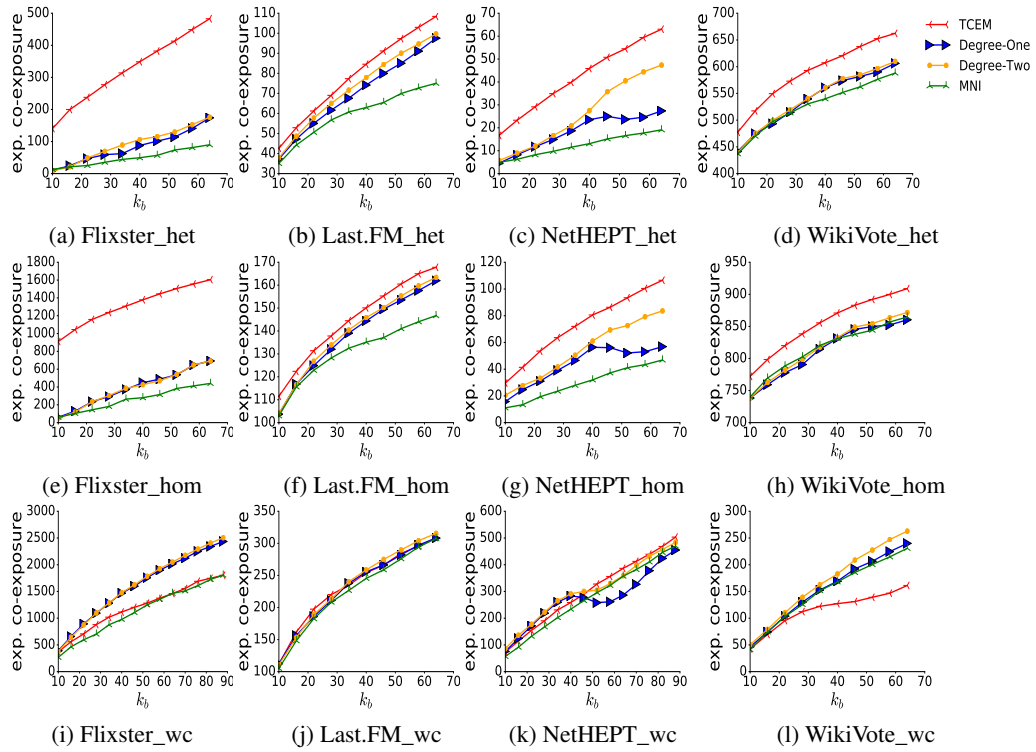 TCEM
Degree-One
Degree-Two
MNI
exp. co-exposure
500
400
300
200
100
0
10 20 30 40 50 60 70
k_b
(a) Flixster_het
exp. co-exposure
110
100
90
80
70
60
50
40
30
10 20 30 40 50 60 70
k_b
(b) Last.FM_het
exp. co-exposure
70
60
50
40
30
20
10
0
10 20 30 40 50 60 70
k_b
(c) NetHEPT_het
exp. co-exposure
700
650
600
550
500
450
400
10 20 30 40 50 60 70
k_b
(d) WikiVote_het
exp. co-exposure
1800
1600
1400
1200
1000
800
600
400
200
0
10 20 30 40 50 60 70
k_b
(e) Flixster_hom
exp. co-exposure
170
160
150
140
130
120
110
100
10 20 30 40 50 60 70
k_b
(f) Last.FM_hom
exp. co-exposure
120
100
80
60
40
20
0
10 20 30 40 50 60 70
k_b
(g) NetHEPT_hom
exp. co-exposure
950
900
850
800
750
700
10 20 30 40 50 60 70
k_b
(h) WikiVote_hom
exp. co-exposure
3000
2500
2000
1500
1000
500
0
10 20 30 40 50 60 70 80 90
k_b
(i) Flixster_wc
exp. co-exposure
350
300
250
200
150
100
10 20 30 40 50 60 70
k_b
(j) Last.FM_wc
exp. co-exposure
600
500
400
300
200
100
0
10 20 30 40 50 60 70 80 90
k_b
(k) NetHEPT_wc
exp. co-exposure
300
250
200
150
100
50
0
10 20 30 40 50 60 70
k_b
(l) WikiVote_wc